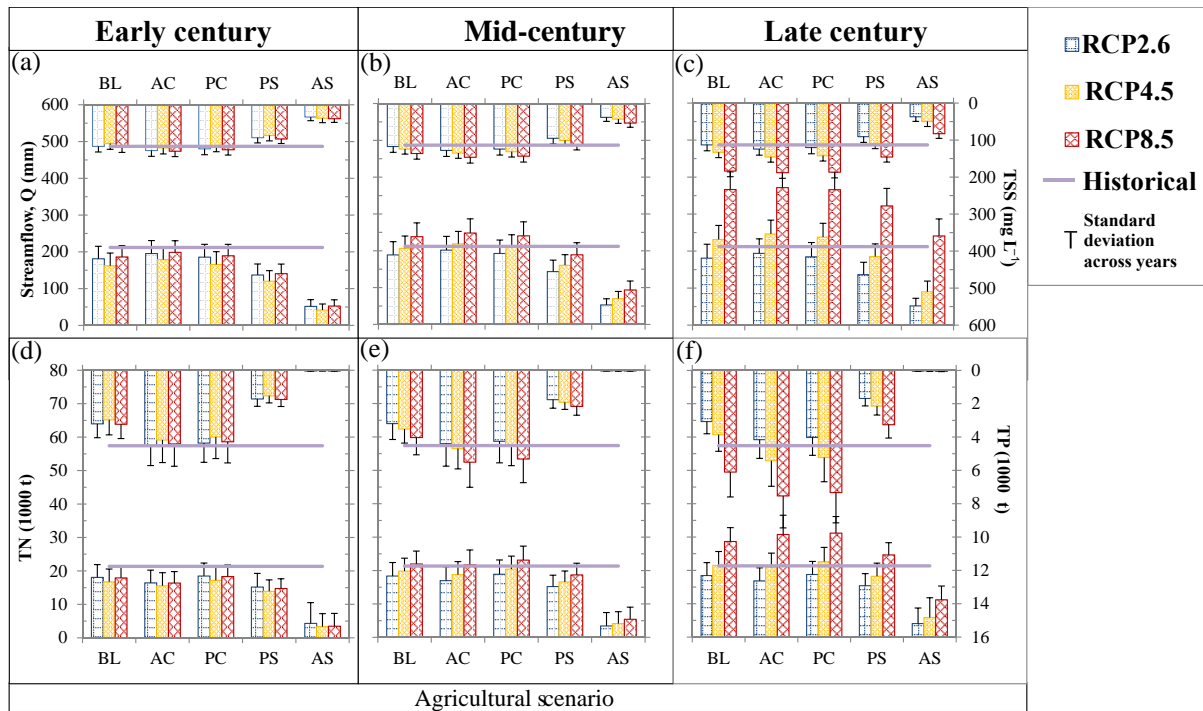 Early century
Mid-century
Late century
RCP2.6
RCP4.5
RCP8.5
Historical
Standard
deviation
across years
(a)
(b)
(c)
BL AC PC PS AS
BL AC PC PS AS
BL AC PC PS AS
Streamflow, Q (mm)
600
500
400
300
200
100
0
TSS (mg L⁻¹)
0
100
200
300
400
500
600
(d)
(e)
(f)
TN (1000 t)
80
70
60
50
40
30
20
10
0
TP (1000 t)
0
2
4
6
8
10
12
14
16
BL AC PC PS AS
BL AC PC PS AS
BL AC PC PS AS
Agricultural scenario